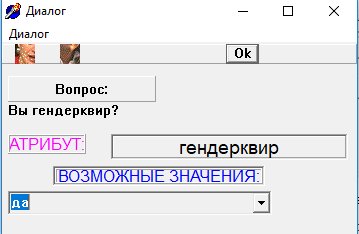 Диалог
Диалог
Ok
Вопрос:
Вы гендерквир?
АТРИБУТ: гендерквир
ВОЗМОЖНЫЕ ЗНАЧЕНИЯ:
да